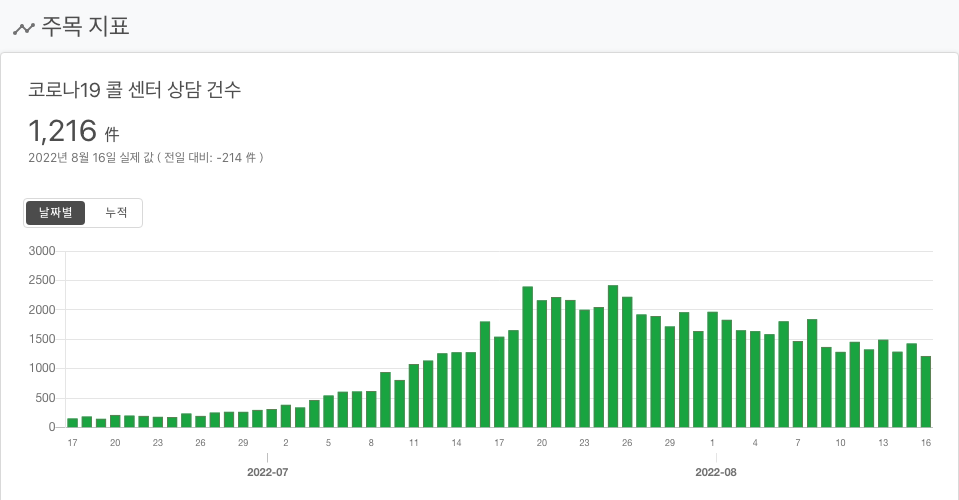 주목 지표
코로나19 콜 센터 상담 건수
1,216 件
2022년 8월 16일 실제 값 ( 전일 대비: -214 件 )
날짜별 누적
3000
2500
2000
1500
1000
500
0
17 20 23 26 29 2 5 8 11 14 17 20 23 26 29 1 4 7 10 13 16
2022-07 2022-08